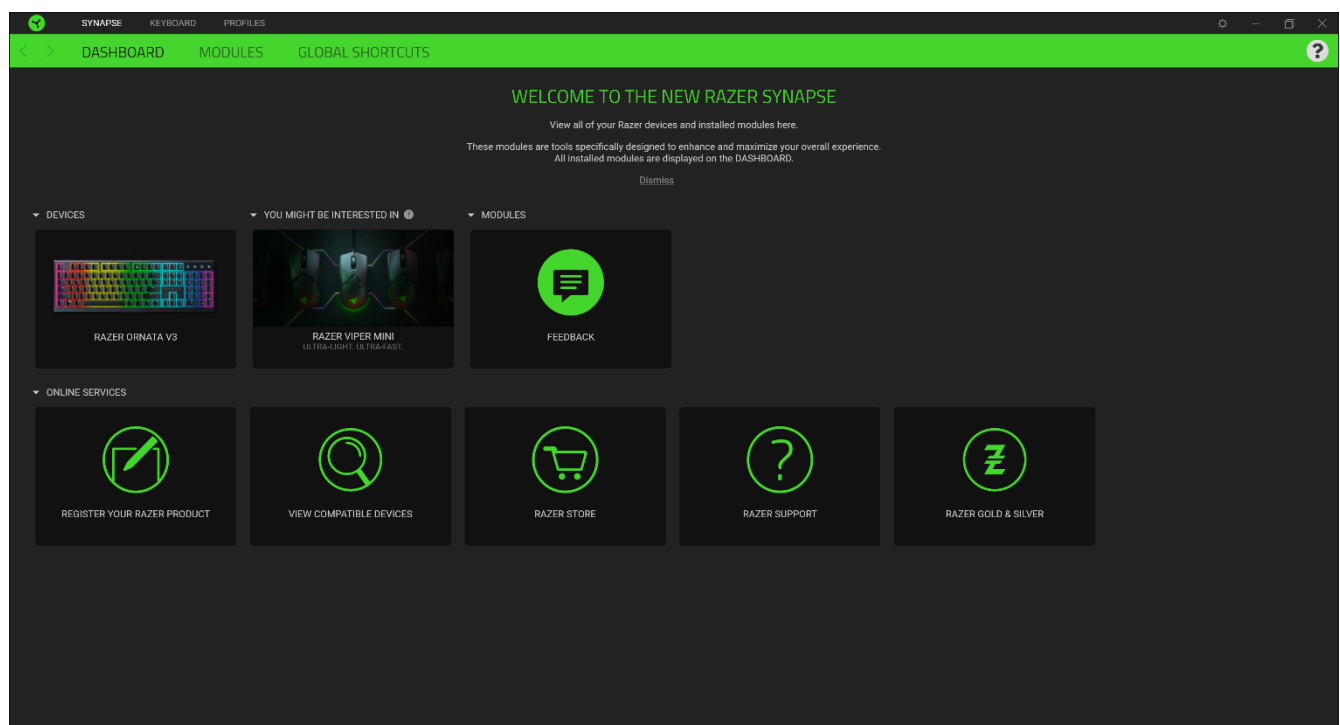 SYNAPSE KEYBOARD PROFILES
DASHBOARD MODULES GLOBAL SHORTCUTS ?
WELCOME TO THE NEW RAZER SYNAPSE
View all of your Razer devices and installed modules here.
These modules are tools specifically designed to enhance and maximize your overall experience.
All installed modules are displayed on the DASHBOARD.
Dismiss
DEVICES YOU MIGHT BE INTERESTED IN ? MODULES
RAZER ORNATA V3 RAZER VIPER MINI FEEDBACK
ULTRA-LIGHT. ULTRA-FAST.
ONLINE SERVICES
REGISTER YOUR RAZER PRODUCT VIEW COMPATIBLE DEVICES RAZER STORE RAZER SUPPORT RAZER GOLD & SILVER